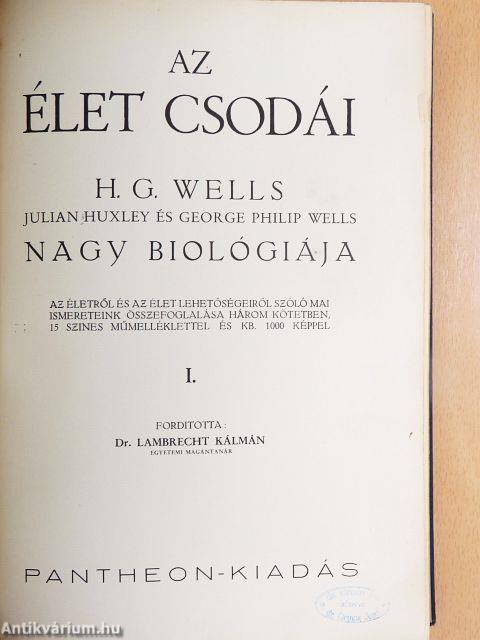 AZ
ÉLET CSODÁI
H. G. WELLS
JULIAN HUXLEY ÉS GEORGE PHILIP WELLS
NAGY BIOLÓGIÁJA
AZ ÉLETRŐL ÉS AZ ÉLET LEHETŐSÉGEIRŐL SZÓLÓ MAI
ISMERETEINK ÖSSZEFOGLALÁSA HÁROM KÖTETBEN,
15 SZINES MŰMELLÉKLETTEL ÉS KB. 1000 KÉPPEL
I.
FORDITOTTA :
Dr. LAMBRECHT KÁLMÁN
EGYETEMI MAGÁNTANÁR
PANTHEON-KIADÁS
Antikvárium.hu